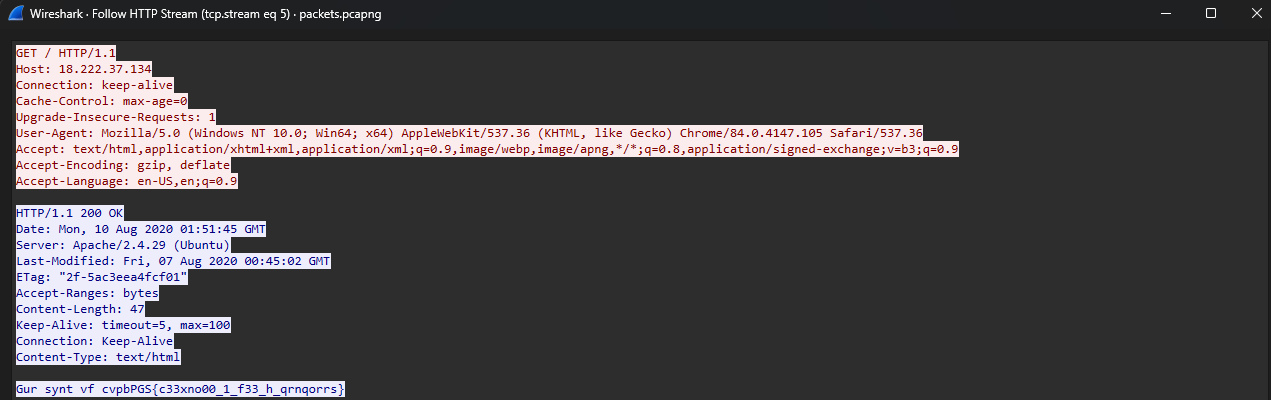 Wireshark · Follow HTTP Stream (tcp.stream eq 5) · packets.pcapng
GET / HTTP/1.1
Host: 18.222.37.134
Connection: keep-alive
Cache-Control: max-age=0
Upgrade-Insecure-Requests: 1
User-Agent: Mozilla/5.0 (Windows NT 10.0; Win64; x64) AppleWebKit/537.36 (KHTML, like Gecko) Chrome/84.0.4147.105 Safari/537.36
Accept: text/html,application/xhtml+xml,application/xml;q=0.9,image/webp,image/apng,*/*;q=0.8,application/signed-exchange;v=b3;q=0.9
Accept-Encoding: gzip, deflate
Accept-Language: en-US,en;q=0.9
HTTP/1.1 200 OK
Date: Mon, 10 Aug 2020 01:51:45 GMT
Server: Apache/2.4.29 (Ubuntu)
Last-Modified: Fri, 07 Aug 2020 00:45:02 GMT
ETag: "2f-5ac3eea4fcf01"
Accept-Ranges: bytes
Content-Length: 47
Keep-Alive: timeout=5, max=100
Connection: Keep-Alive
Content-Type: text/html
Gur synt vf cvpbPGS{c33xno00_1_f33_h_qrnqorrs}